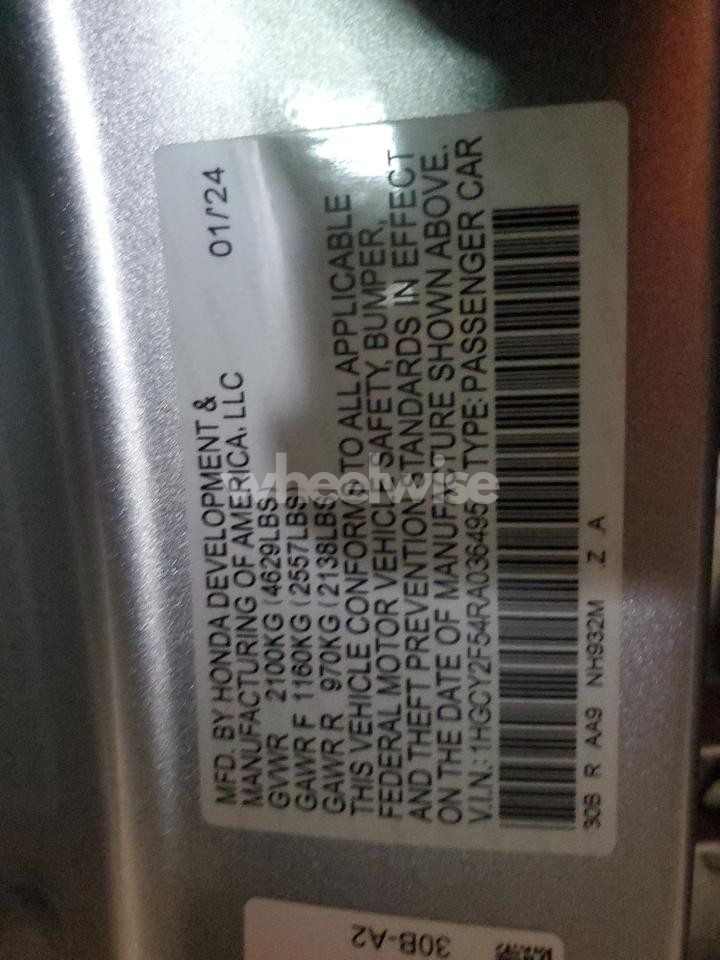 MFD. BY HONDA DEVELOPMENT &
MANUFACTURING OF AMERICA, LLC 01/'24
GVWR 2100KG (4629LBS)
GAWR F 1160KG (2557LBS)
GAWR R 970KG (2138LBS)
THIS VEHICLE CONFORMS TO ALL APPLICABLE
FEDERAL MOTOR VEHICLE SAFETY, BUMPER,
AND THEFT PREVENTION STANDARDS IN EFFECT
ON THE DATE OF MANUFACTURE SHOWN ABOVE.
V.I.N.: 1HGCY2F54RA036495 TYPE: PASSENGER CAR
30B R AA9 NH932M Z A
30B-A2
wheelwise